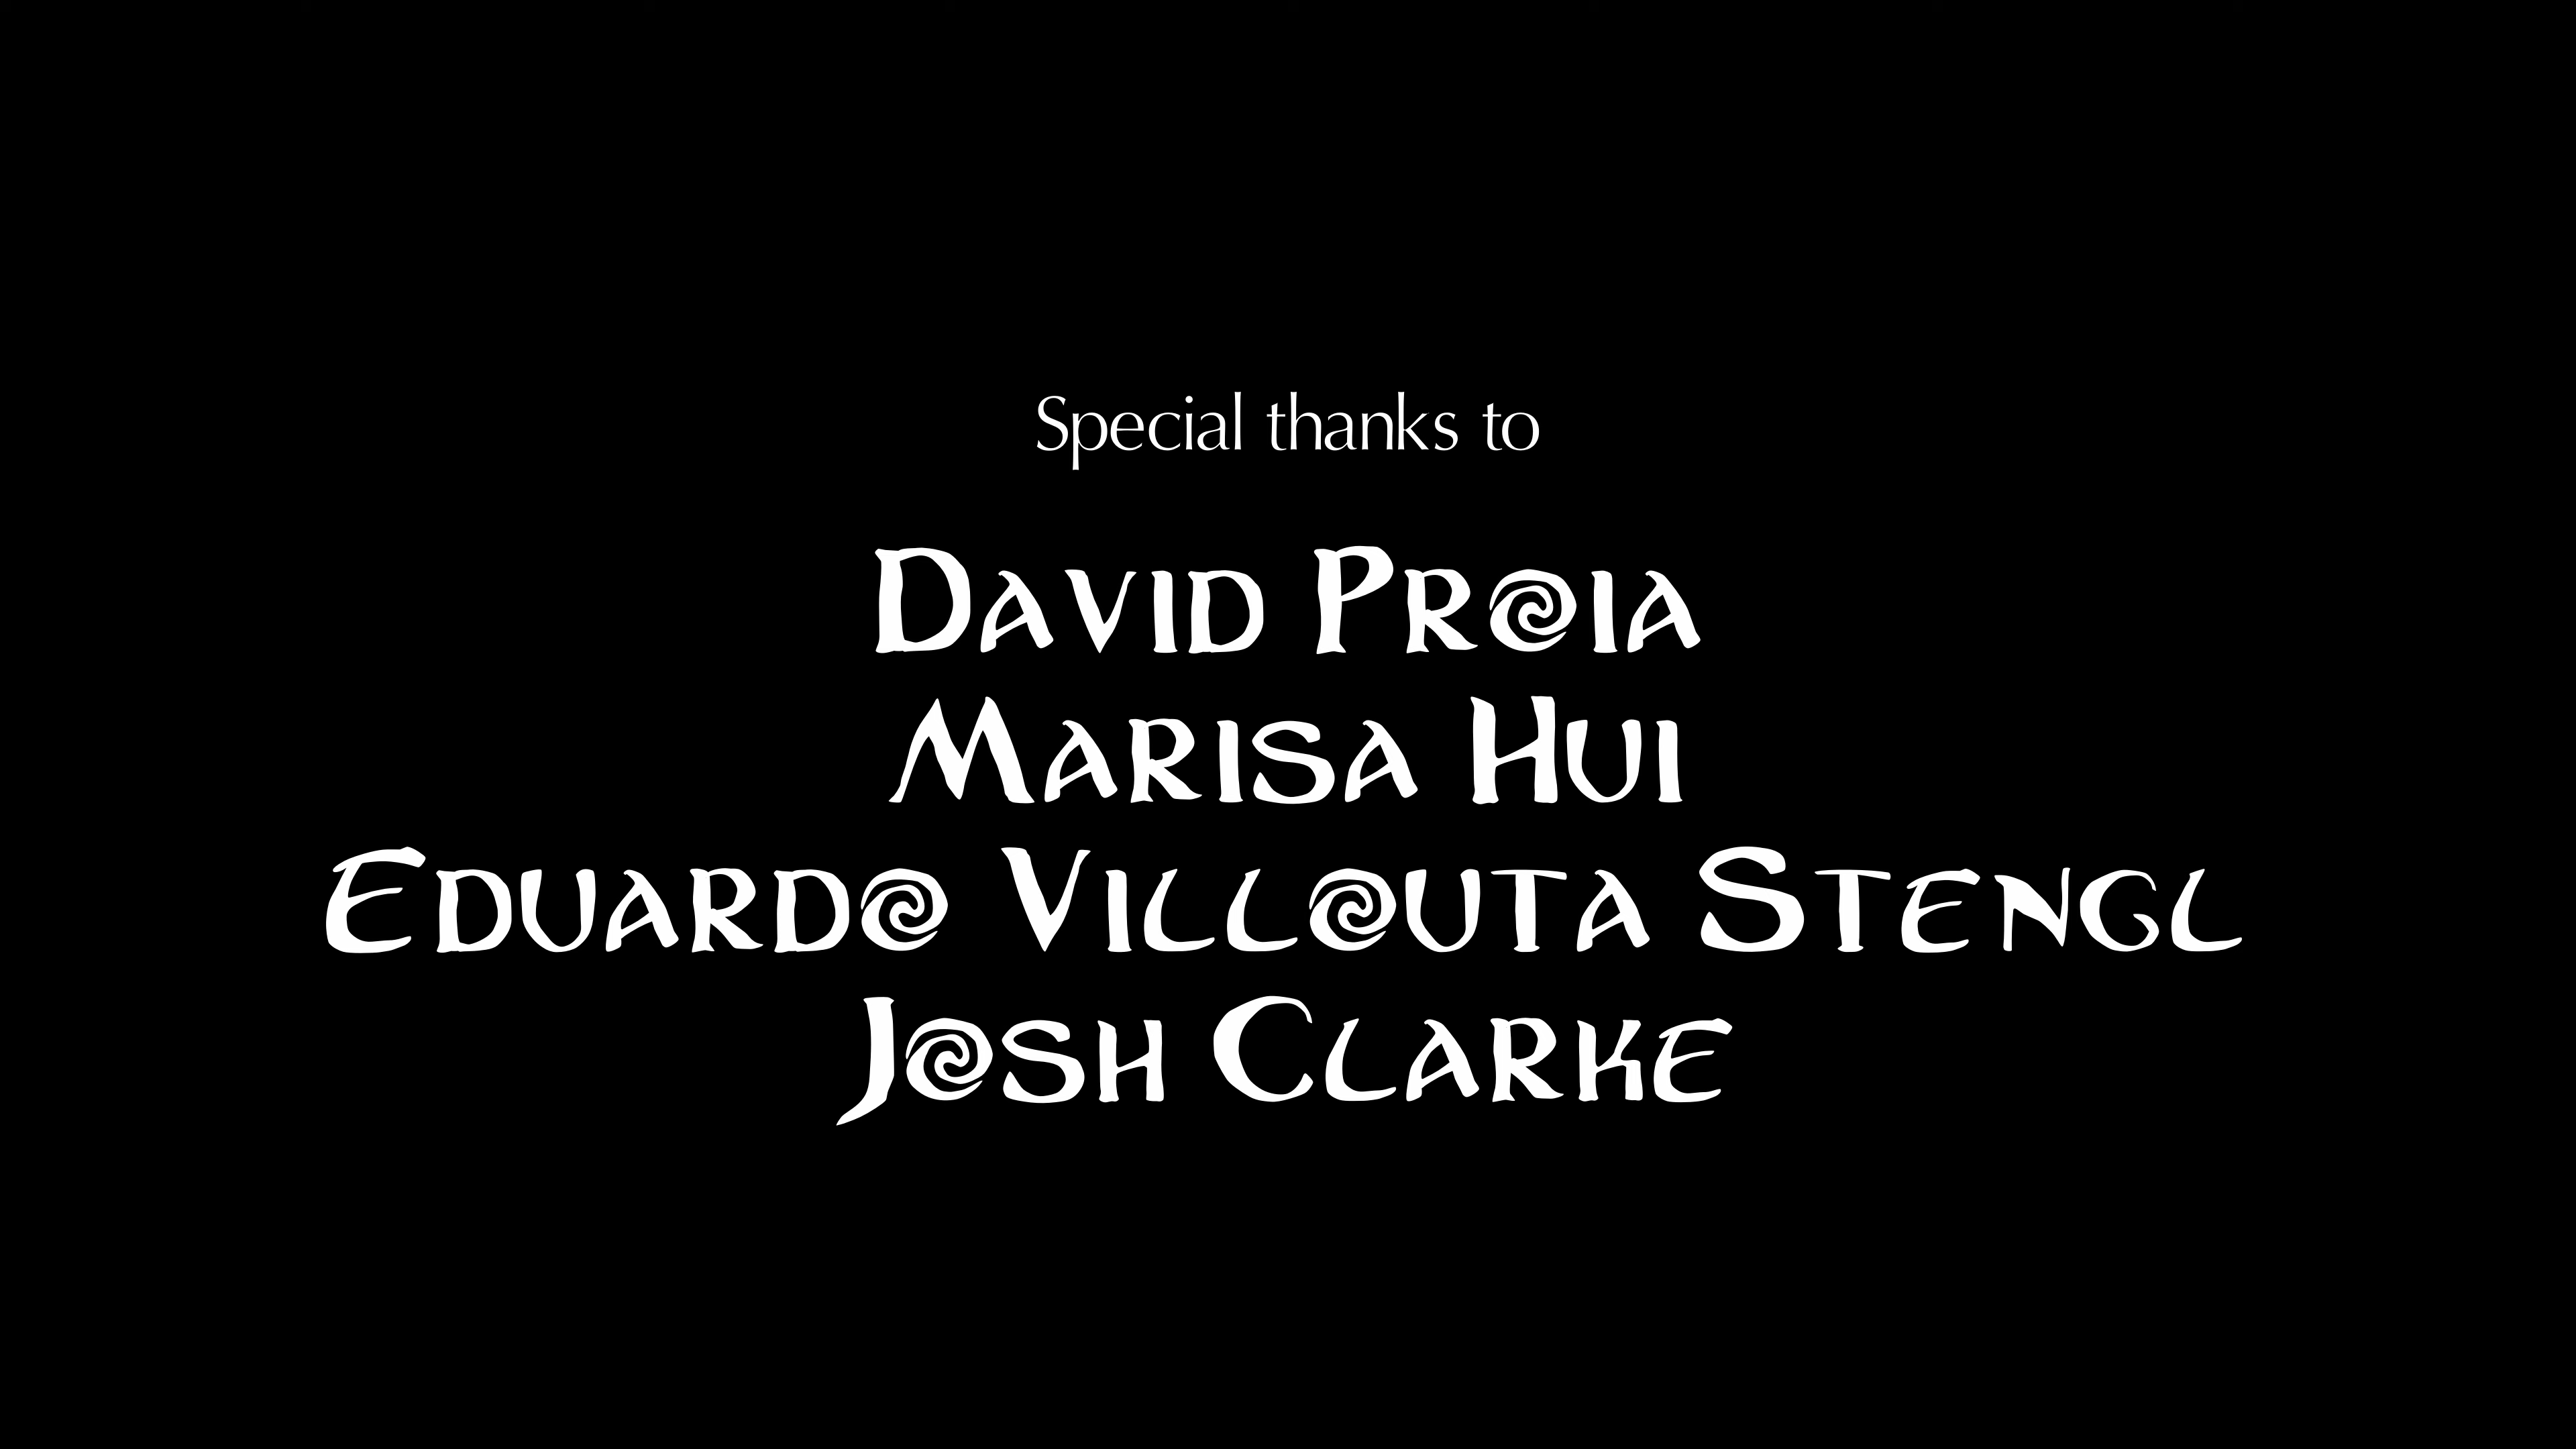 Special thanks to
David Proia
Marisa Hui
Eduardo Villouta Stengl
Josh Clarke